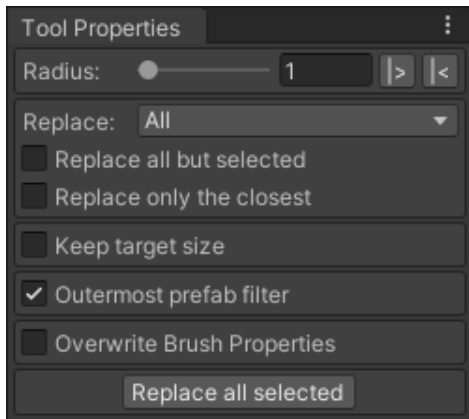 Tool Properties
Radius: 1 |> |<
Replace: All
Replace all but selected
Replace only the closest
Keep target size
Outermost prefab filter
Overwrite Brush Properties
Replace all selected